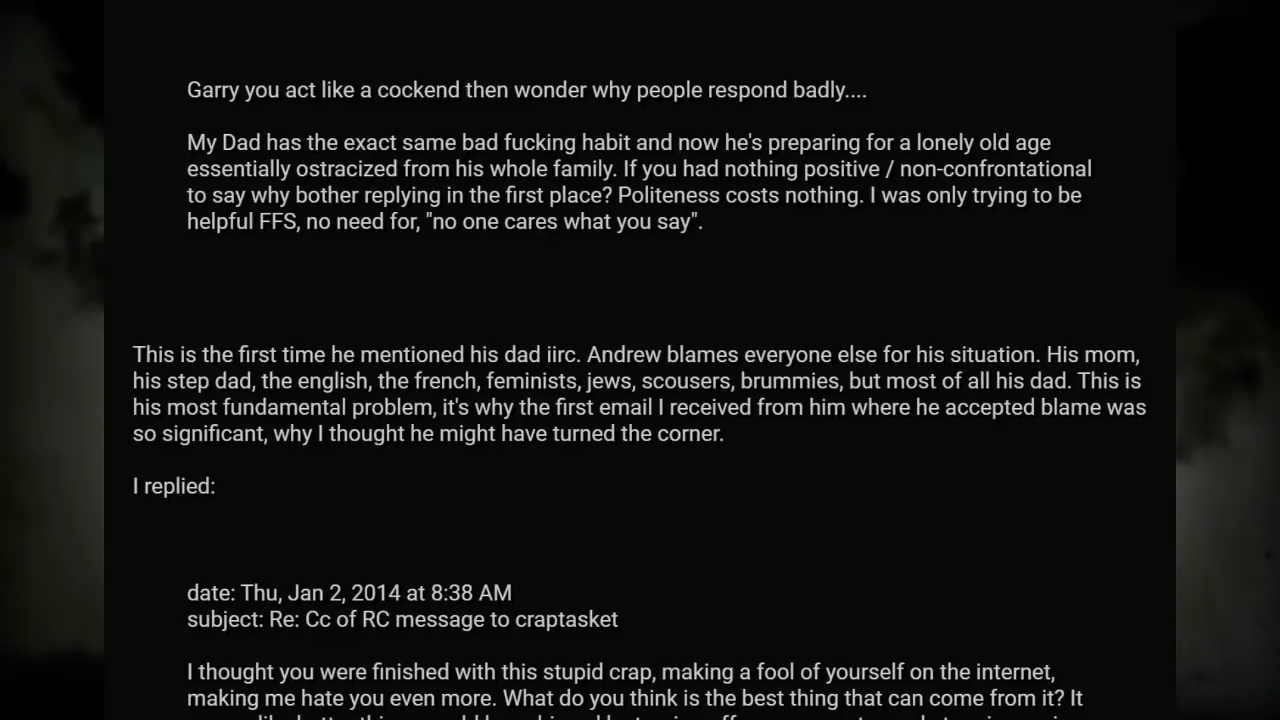 Garry you act like a cockend then wonder why people respond badly....
My Dad has the exact same bad fucking habit and now he's preparing for a lonely old age
essentially ostracized from his whole family. If you had nothing positive / non-confrontational
to say why bother replying in the first place? Politeness costs nothing. I was only trying to be
helpful FFS, no need for, "no one cares what you say".
This is the first time he mentioned his dad iirc. Andrew blames everyone else for his situation. His mom,
his step dad, the english, the french, feminists, jews, scousers, brummies, but most of all his dad. This is
his most fundamental problem, it's why the first email I received from him where he accepted blame was
so significant, why I thought he might have turned the corner.
I replied:
date: Thu, Jan 2, 2014 at 8:38 AM
subject: Re: Cc of RC message to craptasket
I thought you were finished with this stupid crap, making a fool of yourself on the internet,
making me hate you even more. What do you think is the best thing that can come from it? It